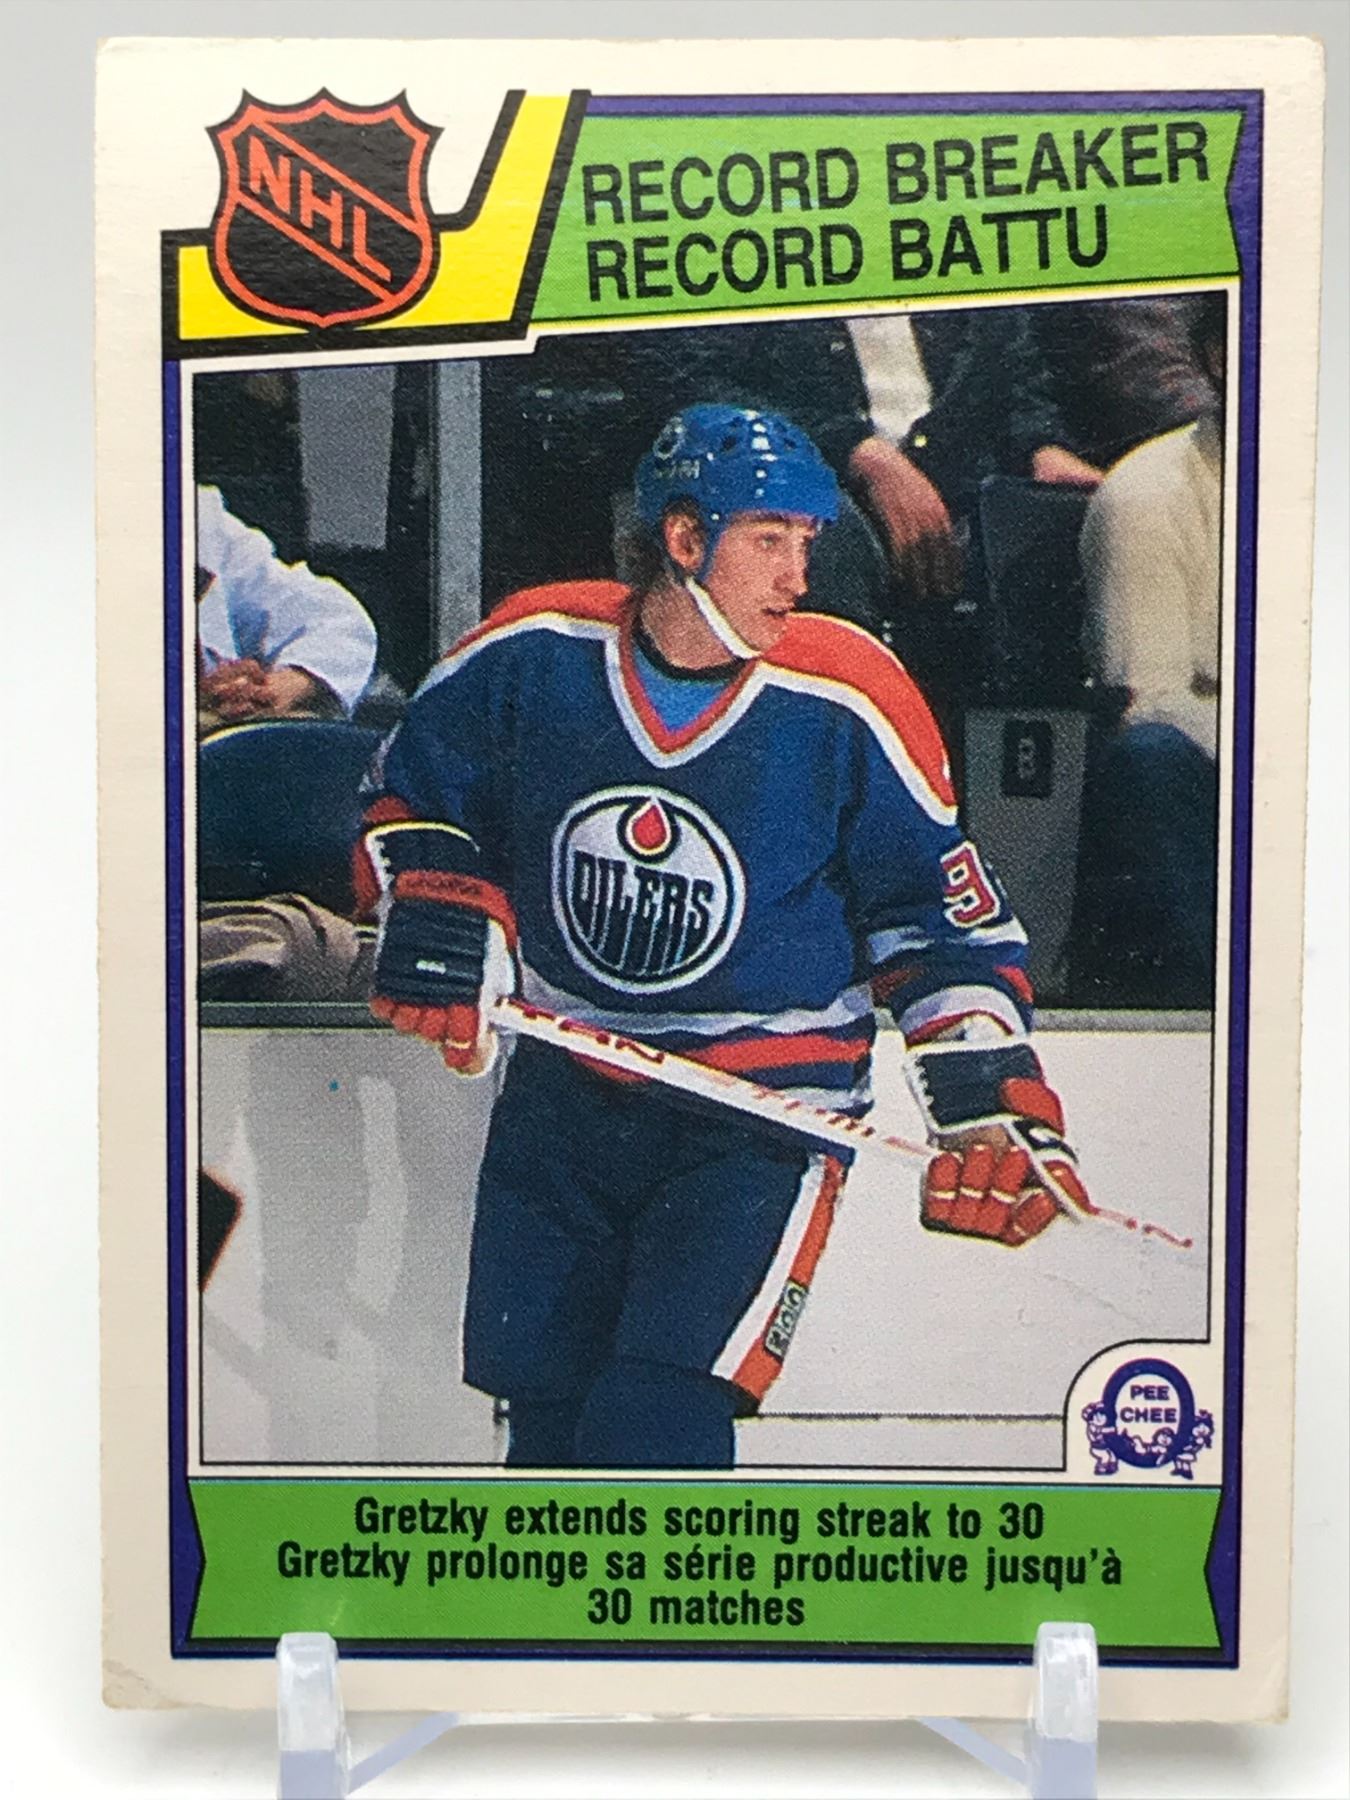 NHL
RECORD BREAKER
RECORD BATTU
OILERS
9
B
PEE
CHEE
Gretzky extends scoring streak to 30
Gretzky prolonge sa série productive jusqu'à
30 matches